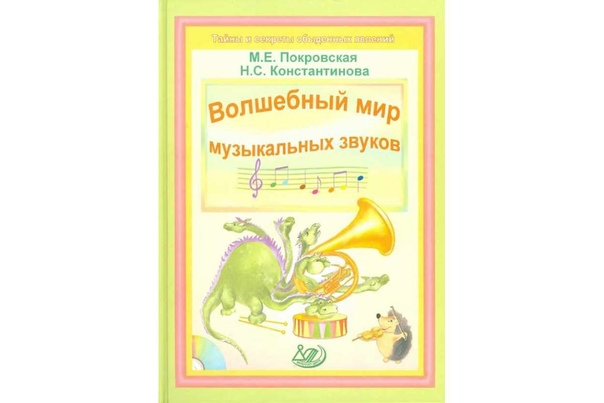 Тайны и секреты обыденных явлений
М.Е. Покровская
Н.С. Константинова
Волшебный мир
музыкальных звуков